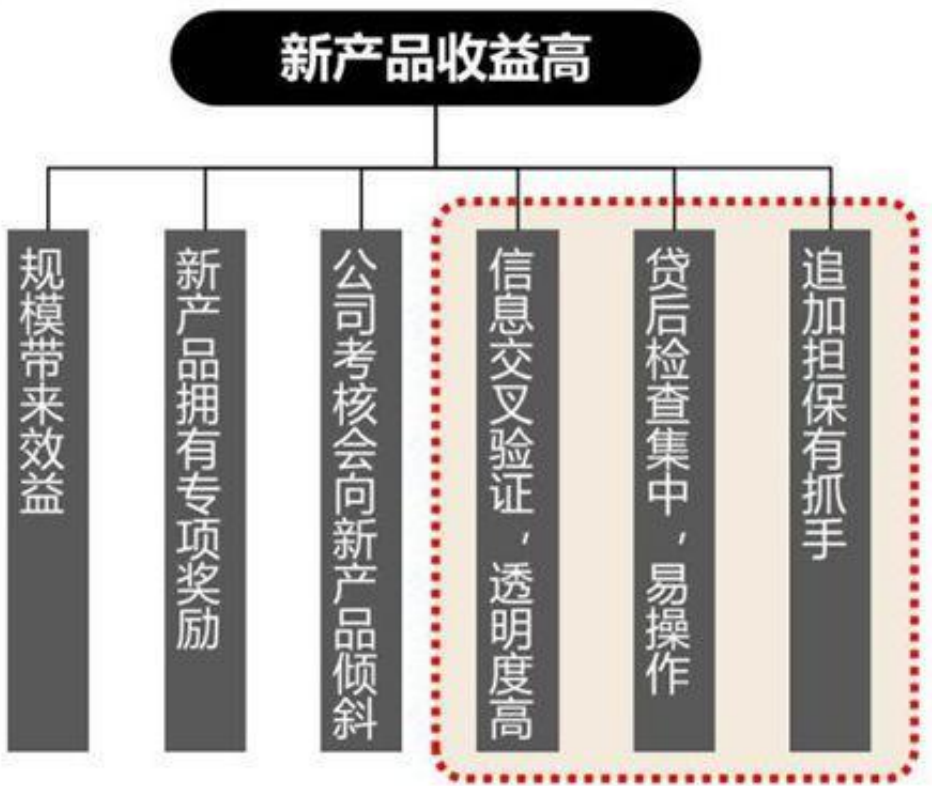 新产品收益高
规模带来效益
新产品拥有专项奖励
公司考核会向新产品倾斜
信息交叉验证，透明度高
贷后检查集中，易操作
追加担保有抓手